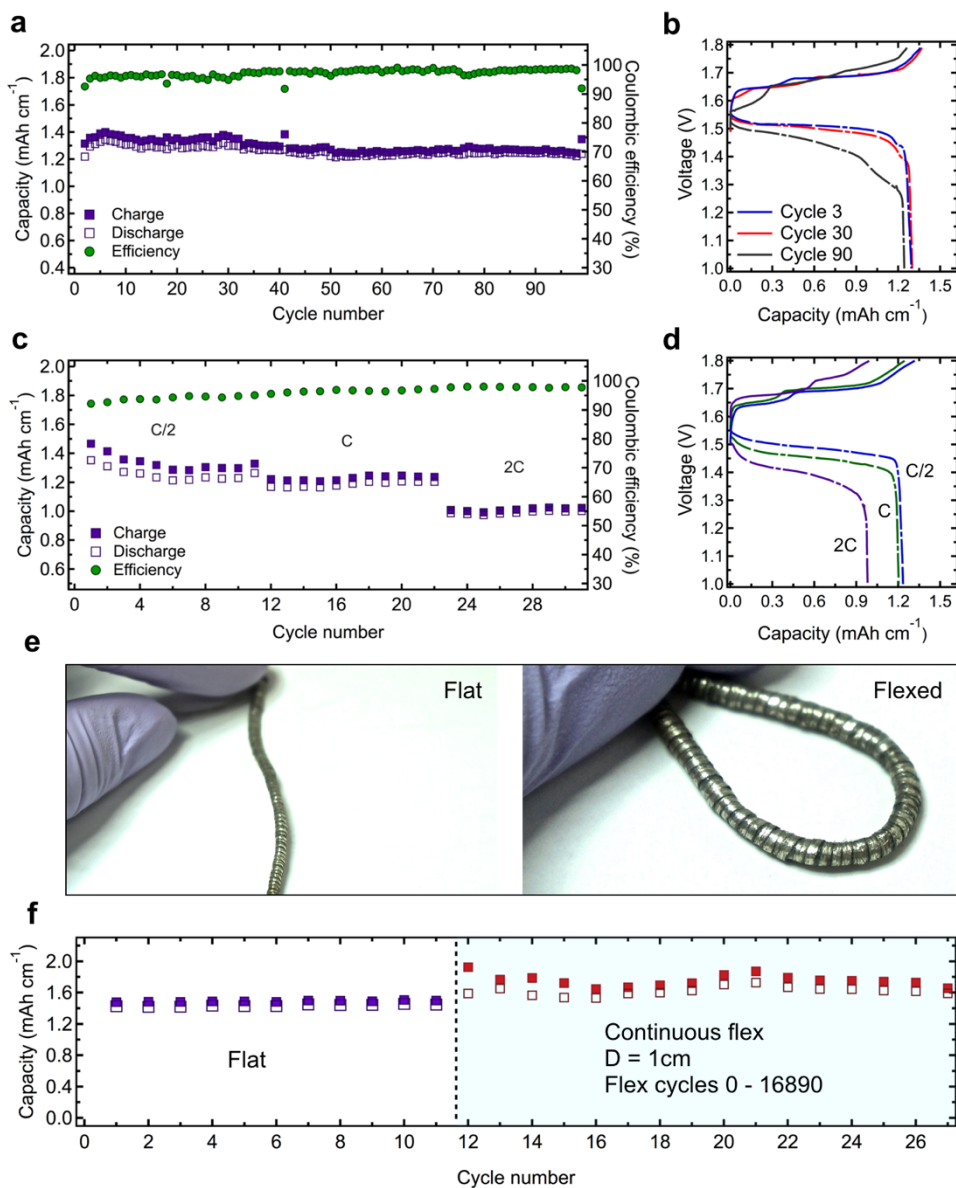 a
2.0
1.8
1.6
1.4
1.2
1.0
0.8
0.6
0.4
Capacity (mAh cm⁻¹)
Charge
Discharge
Efficiency
100
90
80
70
60
50
40
30
Coulombic efficiency (%)
0 10 20 30 40 50 60 70 80 90
Cycle number
b
1.8
1.7
1.6
1.5
1.4
1.3
1.2
1.1
1.0
Voltage (V)
Cycle 3
Cycle 30
Cycle 90
0.0 0.3 0.6 0.9 1.2 1.5
Capacity (mAh cm⁻¹)
c
2.0
1.8
1.6
1.4
1.2
1.0
0.8
0.6
Capacity (mAh cm⁻¹)
C/2
C
2C
Charge
Discharge
Efficiency
100
90
80
70
60
50
40
30
Coulombic efficiency (%)
0 4 8 12 16 20 24 28
Cycle number
d
1.8
1.7
1.6
1.5
1.4
1.3
1.2
1.1
1.0
Voltage (V)
C/2
C
2C
0.0 0.3 0.6 0.9 1.2 1.5
Capacity (mAh cm⁻¹)
e
Flat
Flexed
f
2.0
1.6
1.2
0.8
0.4
0.0
Capacity (mAh cm⁻¹)
Flat
Continuous flex
D = 1cm
Flex cycles 0 - 16890
0 2 4 6 8 10 12 14 16 18 20 22 24 26
Cycle number